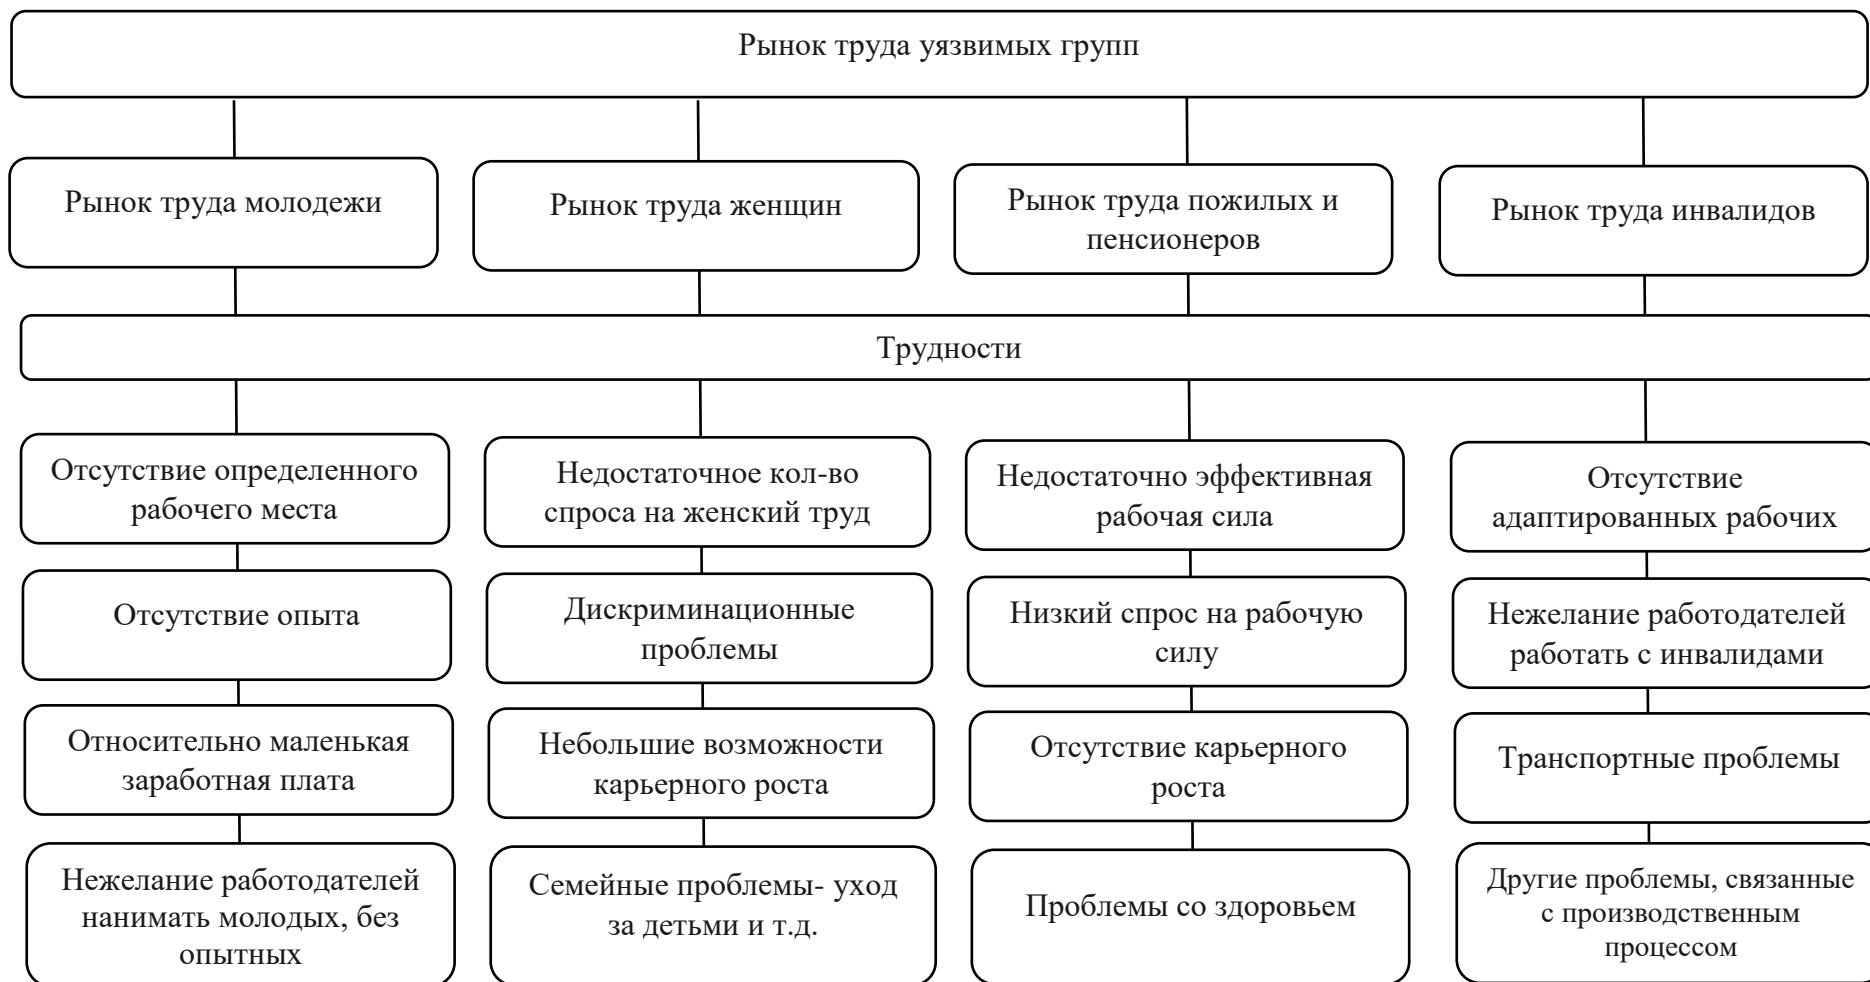 Рынок труда уязвимых групп
Рынок труда молодежи
Рынок труда женщин
Рынок труда пожилых и
пенсионеров
Рынок труда инвалидов
Трудности
Отсутствие определенного
рабочего места
Недостаточное кол-во
спроса на женский труд
Недостаточно эффективная
рабочая сила
Отсутствие
адаптированных рабочих
Отсутствие опыта
Дискриминационные
проблемы
Низкий спрос на рабочую
силу
Нежелание работодателей
работать с инвалидами
Относительно маленькая
заработная плата
Небольшие возможности
карьерного роста
Отсутствие карьерного
роста
Транспортные проблемы
Нежелание работодателей
нанимать молодых, без
опытных
Семейные проблемы- уход
за детьми и т.д.
Проблемы со здоровьем
Другие проблемы, связанные
с производственным
процессом